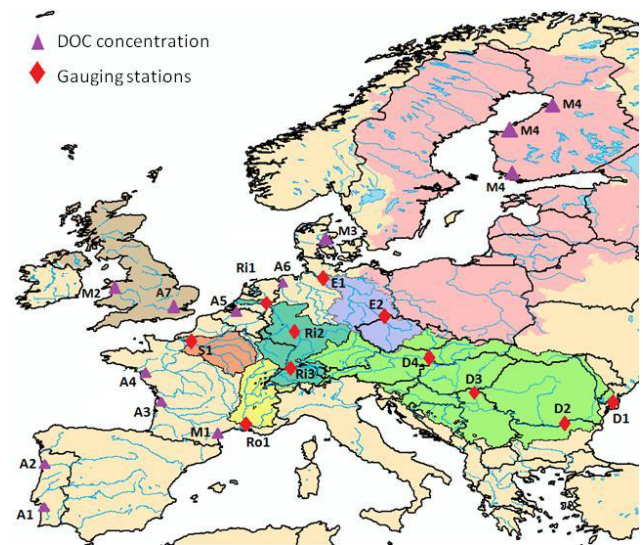 DOC concentration
Gauging stations
M4
M4
M4
M3
Ri1
A6
E1
M2
A7
A5
E2
S1
Ri2
D4
Ri3
A4
D3
A3
D2
D1
M1
Ro1
A2
A1